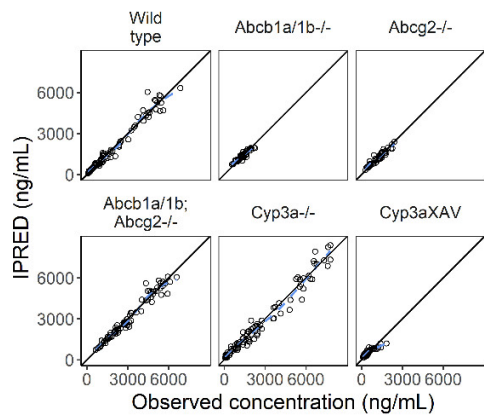 Wild
type
Abcb1a/1b-/-
Abcg2-/-
6000
3000
0
Abcb1a/1b;
Abcg2-/-
Cyp3a-/-
Cyp3aXAV
6000
3000
0
0 3000 6000
0 3000 6000
0 3000 6000
IPRED (ng/mL)
Observed concentration (ng/mL)